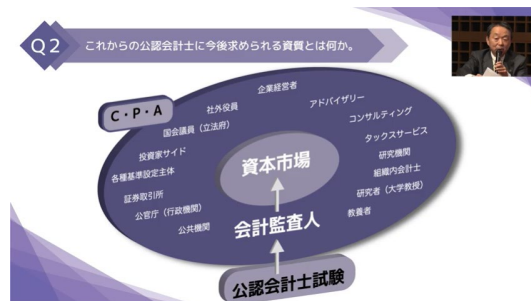 Q2
これからの公認会計士に今後求められる資質とは何か。
C・P・A
企業経営者
社外役員
アドバイザリー
国会議員（立法府）
コンサルティング
投資家サイド
タックスサービス
各種基準設定主体
研究機関
資本市場
組織内会計士
証券取引所
研究者（大学教授）
公官庁（行政機関）
教養者
公共機関
会計監査人
公認会計士試験